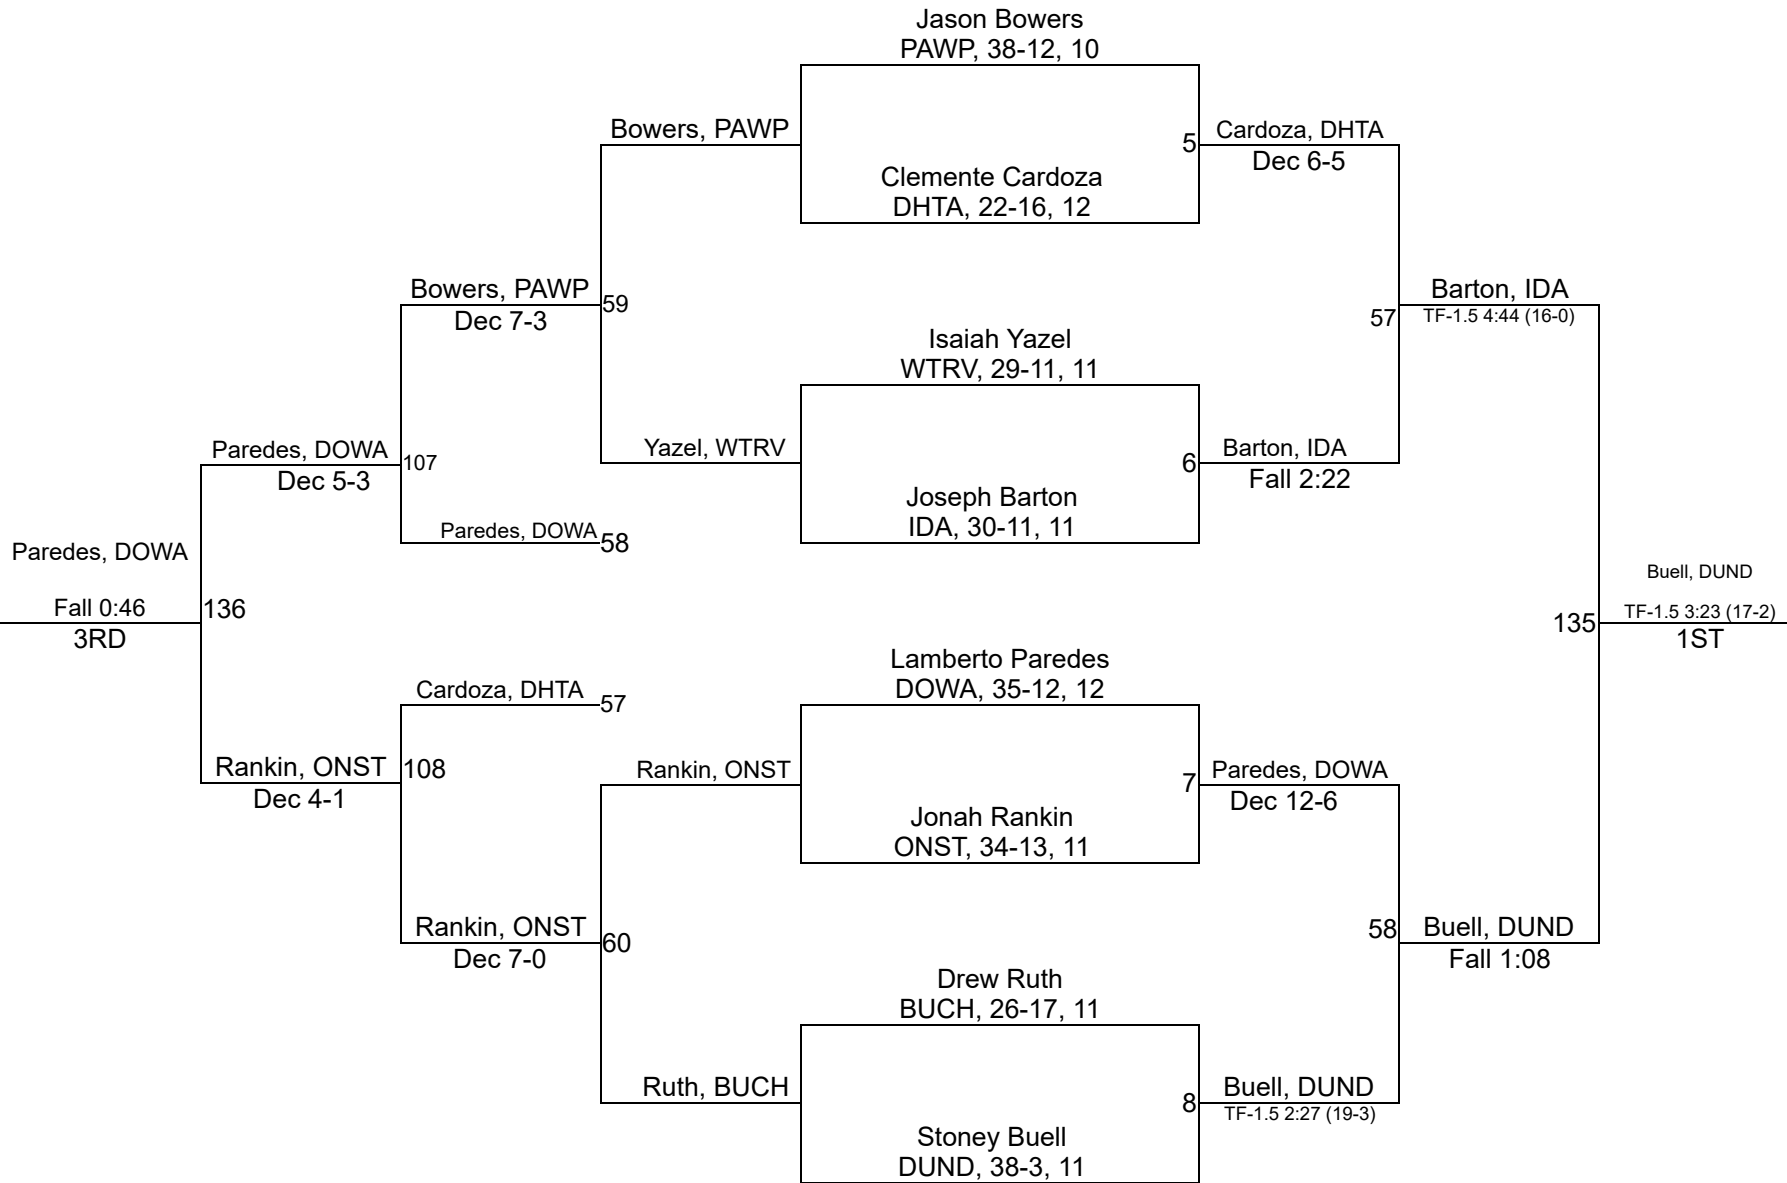 Jason Bowers
PAWP, 38-12, 10
Bowers, PAWP
5
Cardoza, DHTA
Dec 6-5
Clemente Cardoza
DHTA, 22-16, 12
Bowers, PAWP
Dec 7-3
59
57
Barton, IDA
TF-1.5 4:44 (16-0)
Isaiah Yazel
WTRV, 29-11, 11
Paredes, DOWA
Dec 5-3
107
Yazel, WTRV
6
Barton, IDA
Fall 2:22
Joseph Barton
IDA, 30-11, 11
Paredes, DOWA
58
Paredes, DOWA
Fall 0:46
3RD
136
135
Buell, DUND
TF-1.5 3:23 (17-2)
1ST
Lamberto Paredes
DOWA, 35-12, 12
Cardoza, DHTA
57
Rankin, ONST
Dec 4-1
108
Rankin, ONST
7
Paredes, DOWA
Dec 12-6
Jonah Rankin
ONST, 34-13, 11
Rankin, ONST
Dec 7-0
60
58
Buell, DUND
Fall 1:08
Drew Ruth
BUCH, 26-17, 11
Ruth, BUCH
8
Buell, DUND
TF-1.5 2:27 (19-3)
Stoney Buell
DUND, 38-3, 11